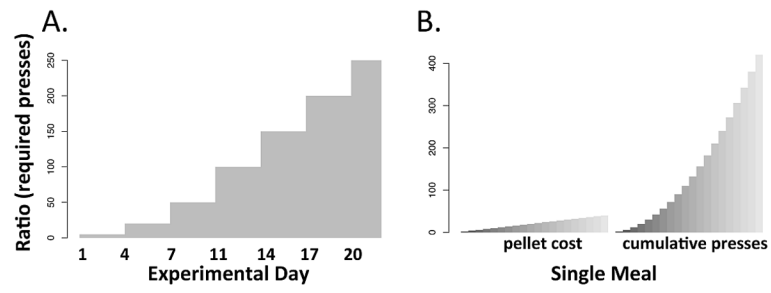 A.
Ratio (required presses)
250
200
150
100
50
0
1 4 7 11 14 17 20
Experimental Day
B.
400
300
200
100
0
pellet cost cumulative presses
Single Meal